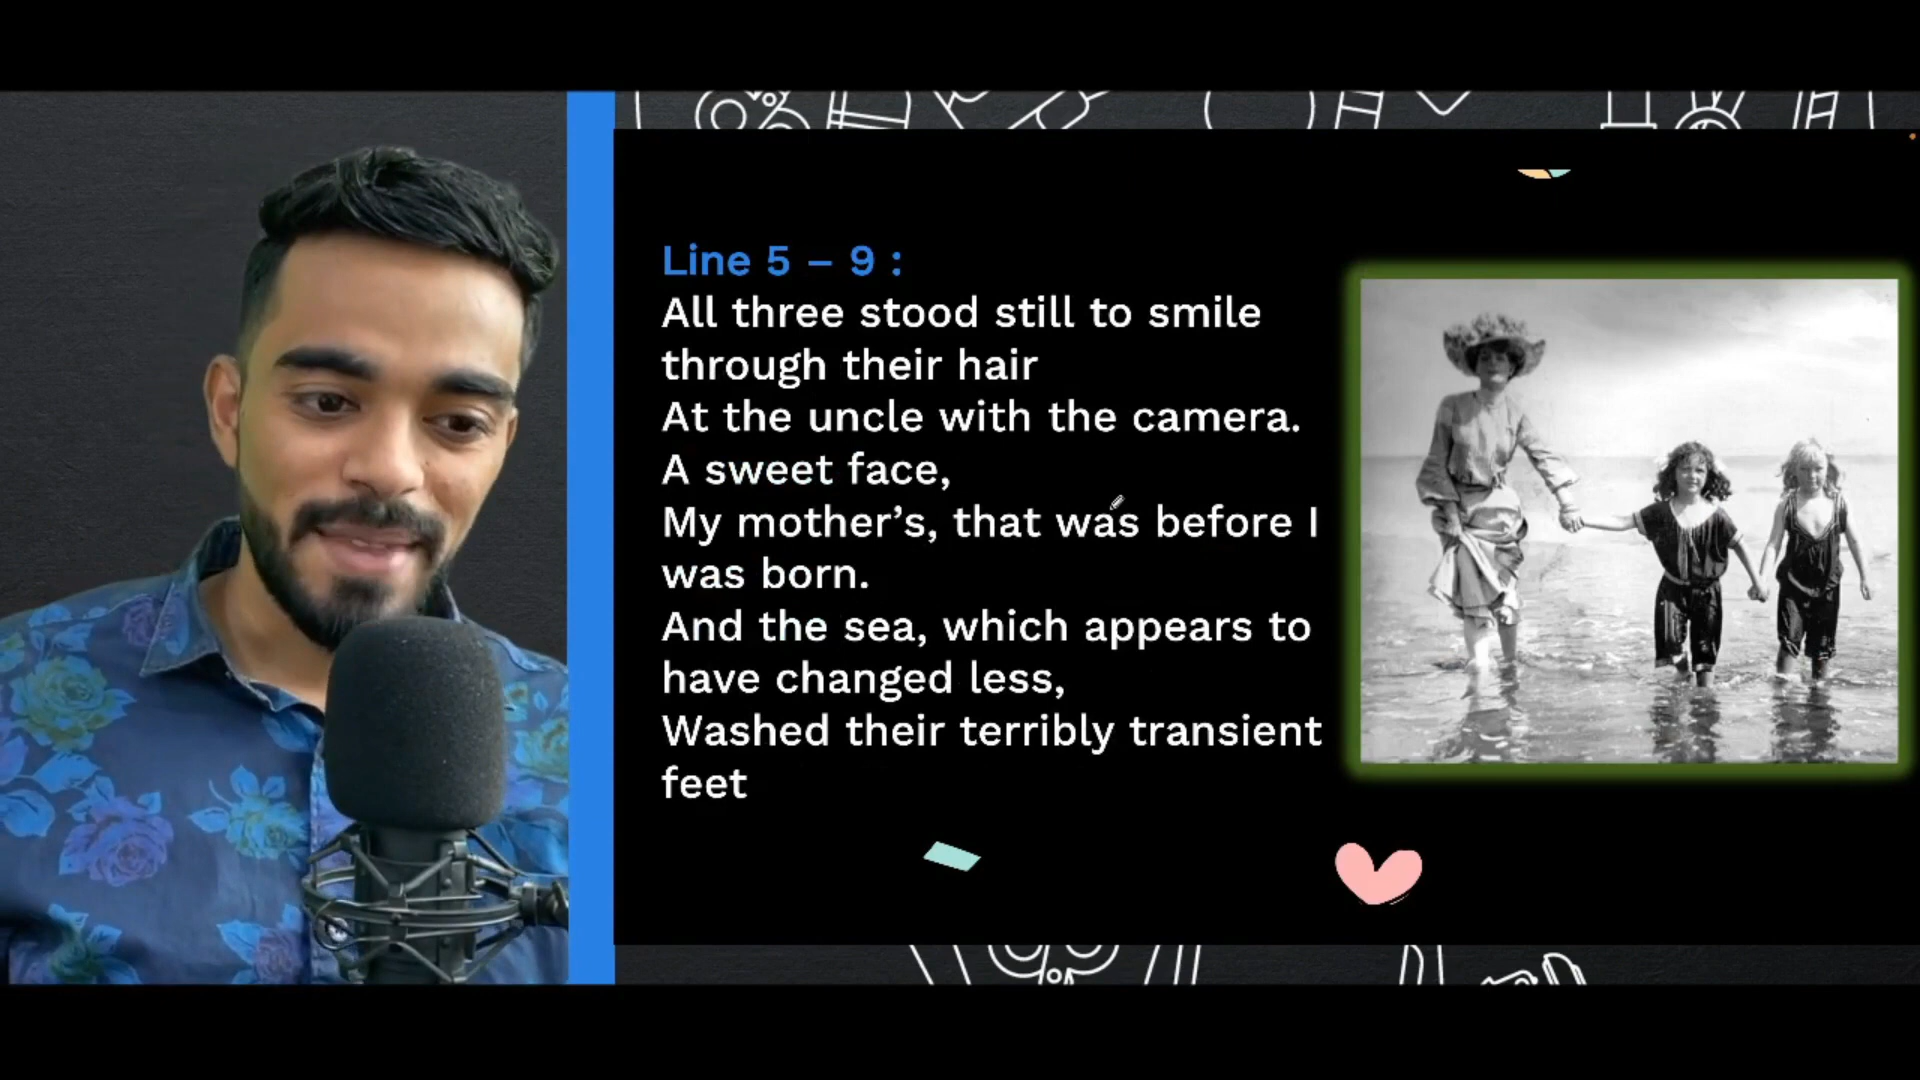 Line 5 – 9 :
All three stood still to smile
through their hair
At the uncle with the camera.
A sweet face,
My mother’s, that was before I
was born.
And the sea, which appears to
have changed less,
Washed their terribly transient
feet